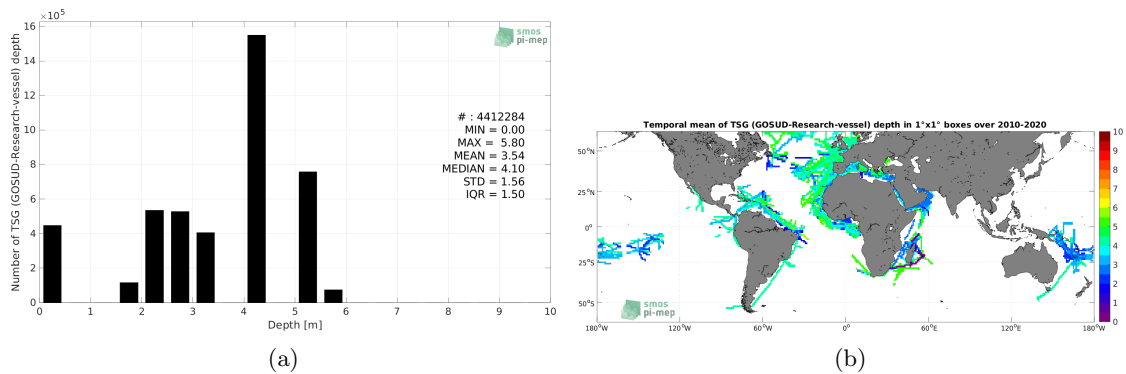 ×10⁵
16
14
12
10
8
6
4
2
0
Number of TSG (GOSUD-Research-vessel) depth
smos
pi-mep
# : 4412284
MIN = 0.00
MAX = 5.80
MEAN = 3.54
MEDIAN = 4.10
STD = 1.56
IQR = 1.50
0 1 2 3 4 5 6 7 8 9 10
Depth [m]
(a)
Temporal mean of TSG (GOSUD-Research-vessel) depth in 1°x1° boxes over 2010-2020
50°N
25°N
0°
25°S
50°S
smos
pi-mep
180°W 120°W 60°W 0° 60°E 120°E 180°W
10
9
8
7
6
5
4
3
2
1
0
(b)